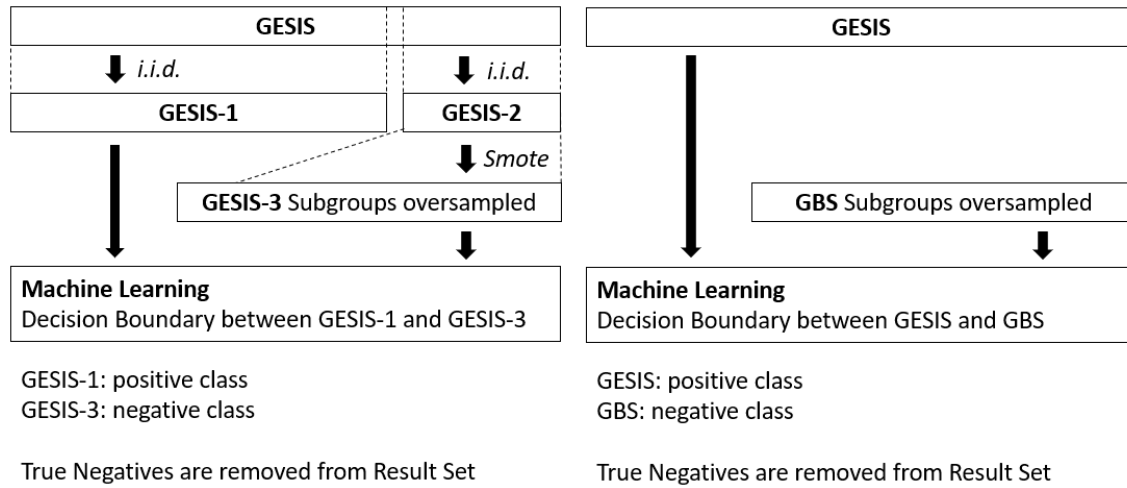 GESIS
i.i.d.
i.i.d.
GESIS-1
GESIS-2
Smote
GESIS-3 Subgroups oversampled
Machine Learning
Decision Boundary between GESIS-1 and GESIS-3
GESIS-1: positive class
GESIS-3: negative class
True Negatives are removed from Result Set
GESIS
GBS Subgroups oversampled
Machine Learning
Decision Boundary between GESIS and GBS
GESIS: positive class
GBS: negative class
True Negatives are removed from Result Set